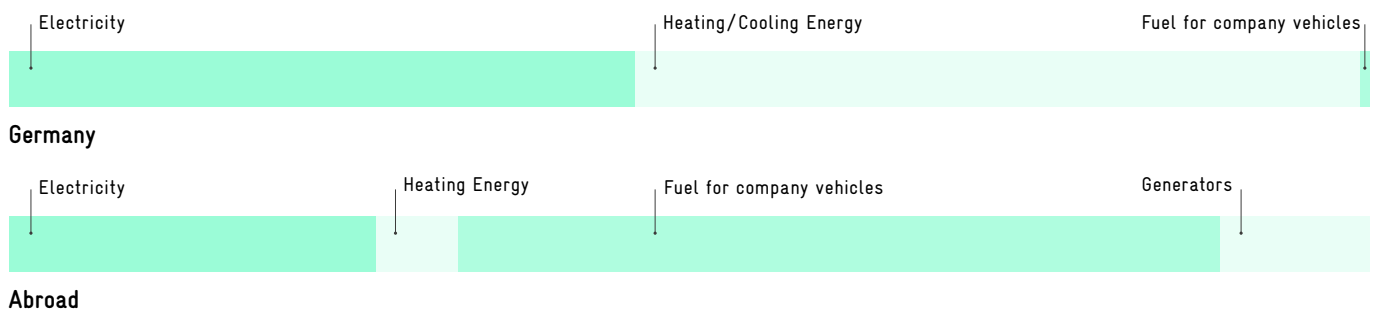 Electricity Heating/Cooling Energy Fuel for company vehicles
Germany
Electricity Heating Energy Fuel for company vehicles Generators
Abroad